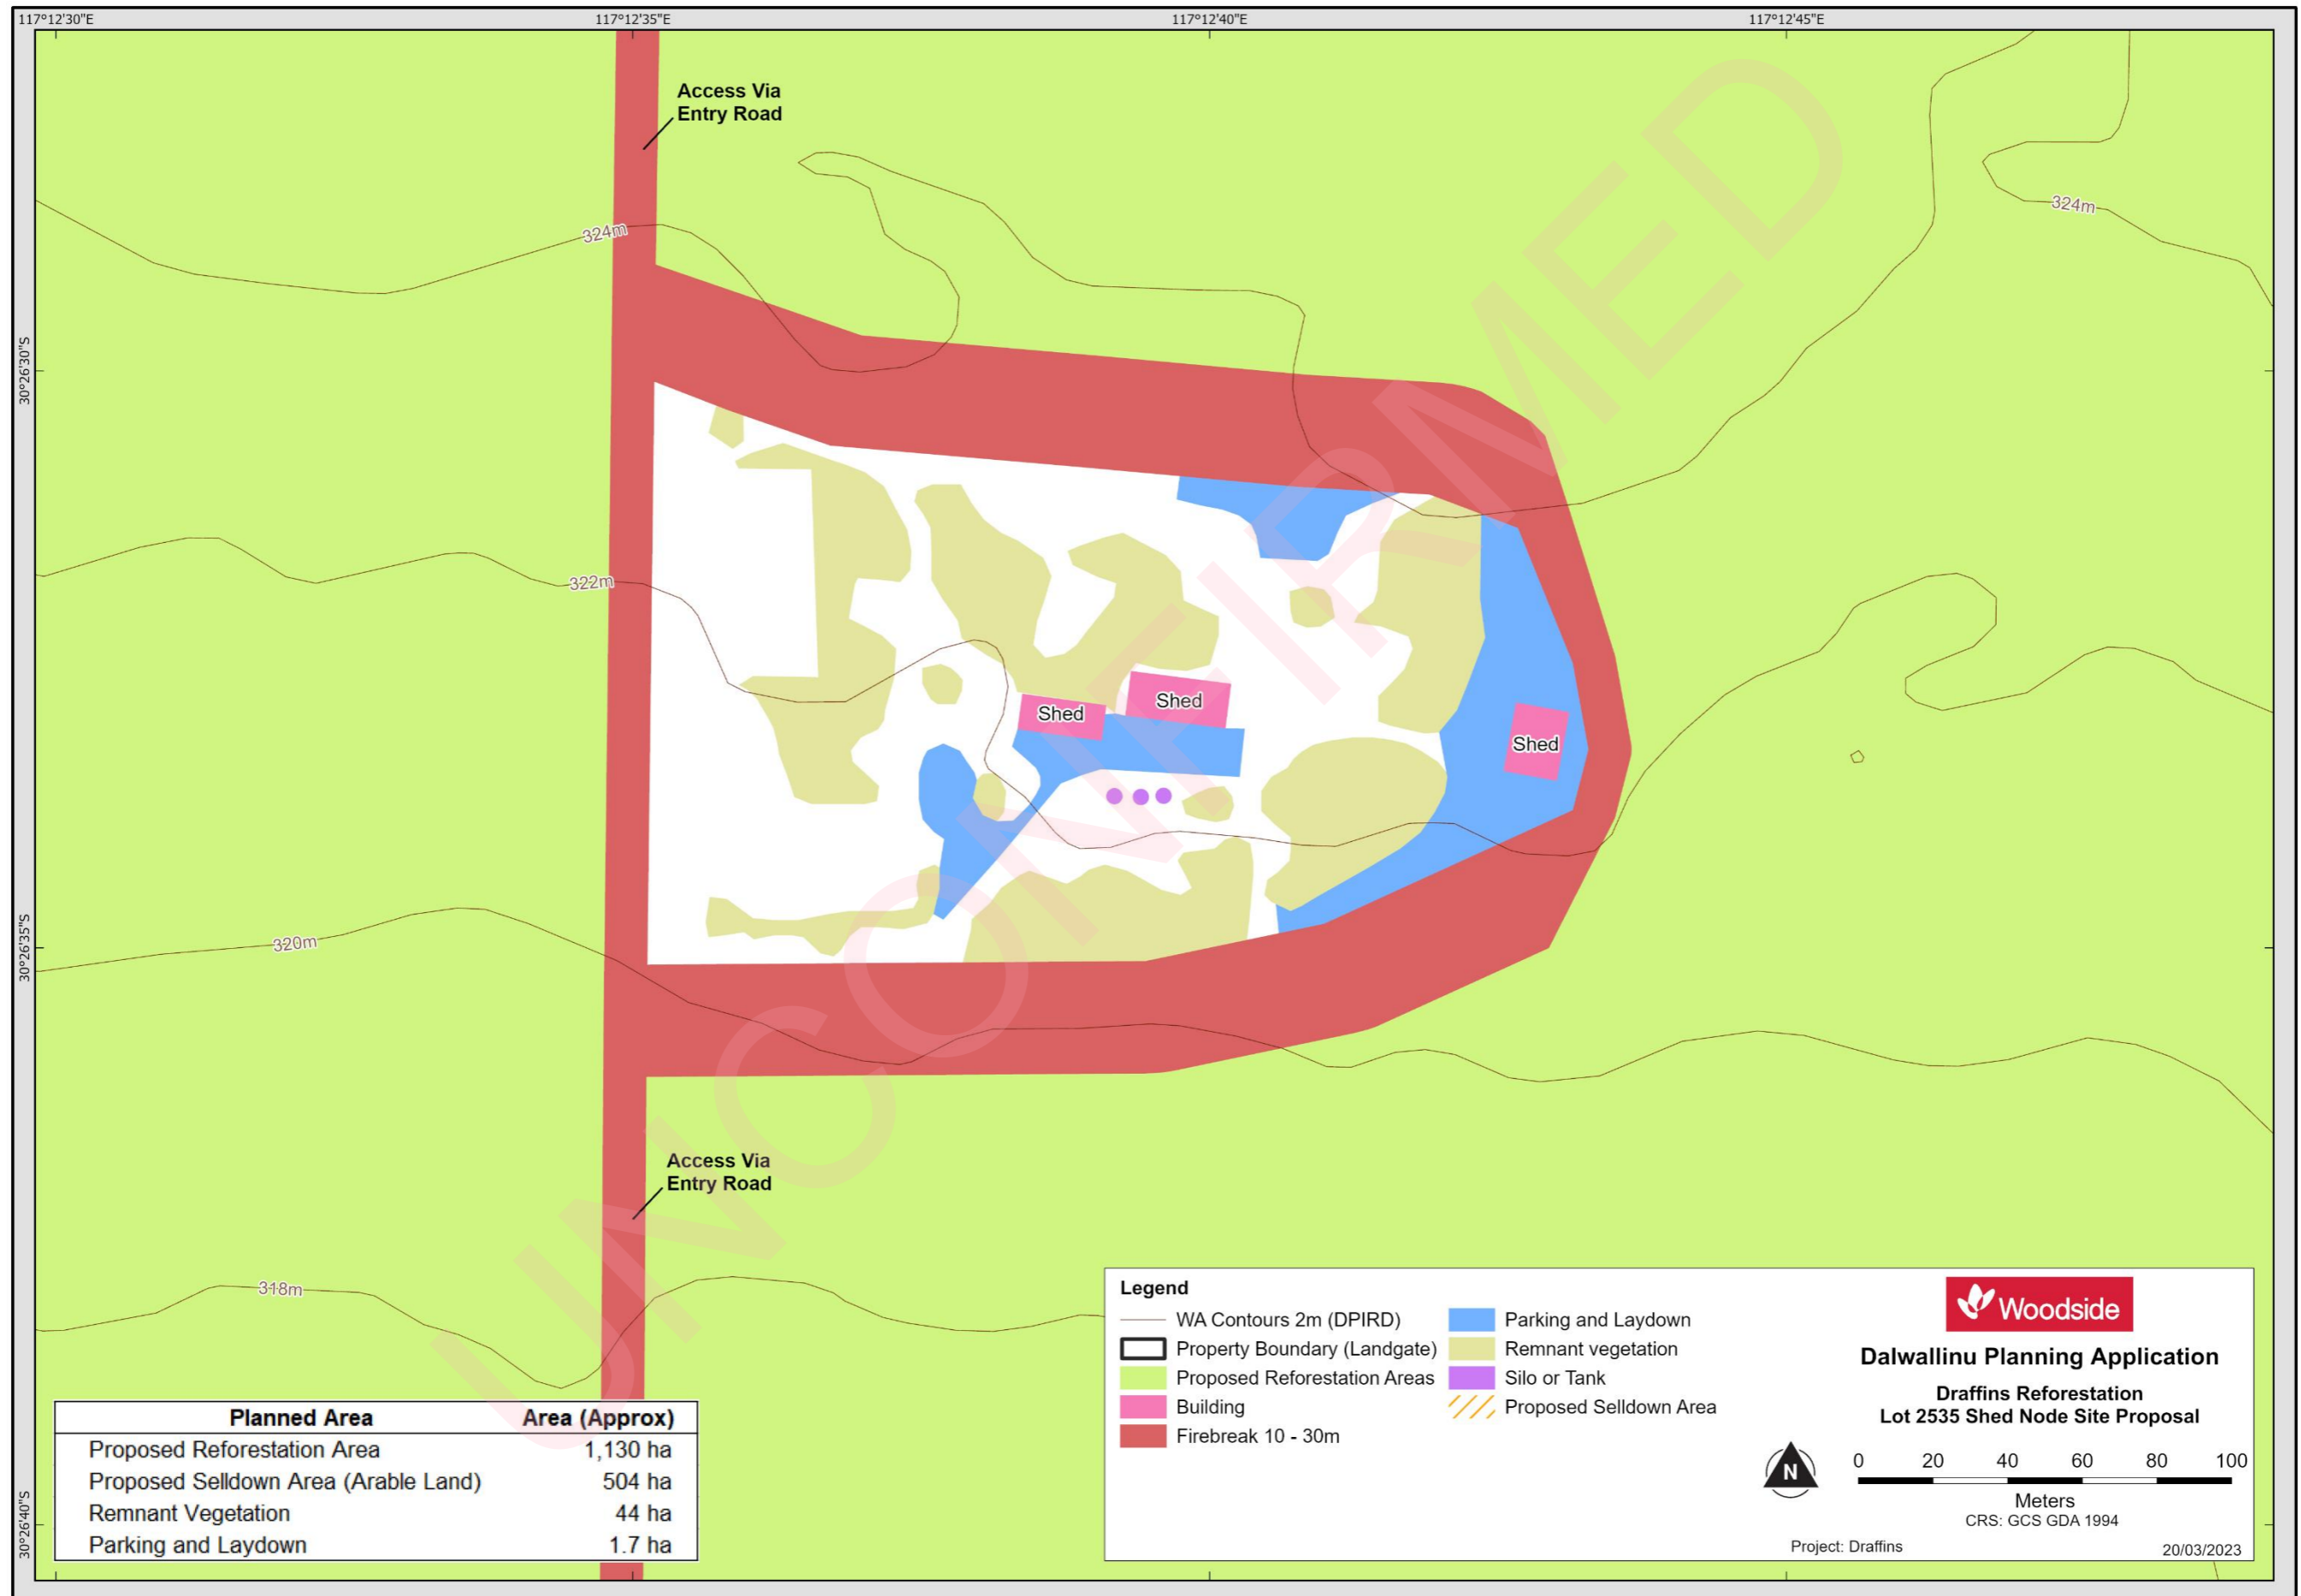 117°12'30"E
117°12'35"E
117°12'40"E
117°12'45"E
Access Via
Entry Road
324m
324m
30°26'30"S
322m
Shed
Shed
Shed
30°26'35"S
320m
Access Via
Entry Road
318m
UNCONFIRMED
Planned Area Area (Approx)
Proposed Reforestation Area 1,130 ha
Proposed Selldown Area (Arable Land) 504 ha
Remnant Vegetation 44 ha
Parking and Laydown 1.7 ha
30°26'40"S
Legend
WA Contours 2m (DPIRD)
Property Boundary (Landgate)
Proposed Reforestation Areas
Building
Firebreak 10 - 30m
Parking and Laydown
Remnant vegetation
Silo or Tank
Proposed Selldown Area
Woodside
Dalwallinu Planning Application
Draffins Reforestation
Lot 2535 Shed Node Site Proposal
N
0 20 40 60 80 100
Meters
CRS: GCS GDA 1994
Project: Draffins
20/03/2023